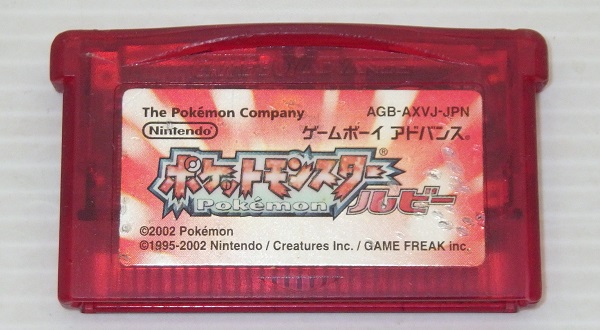 The Pokémon Company AGB-AXVJ-JPN
Nintendo ゲームボーイ アドバンス®
ポケットモンスター
Pokémon ルビー
©2002 Pokémon
©1995-2002 Nintendo / Creatures Inc. / GAME FREAK inc.